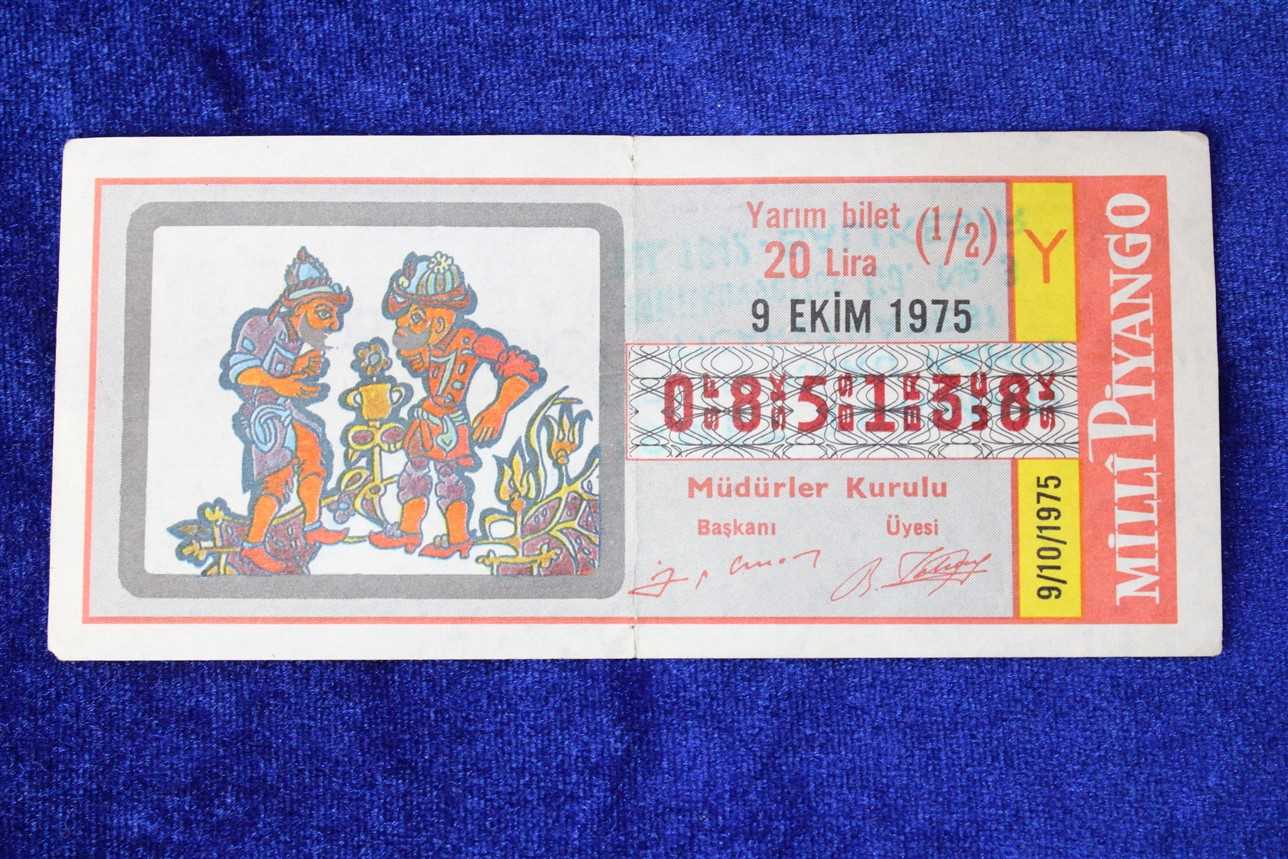 Yarım bilet (1/2)
20 Lira
9 EKİM 1975
Y
085138
Müdürler Kurulu
Başkanı Üyesi
9/10/1975
MİLLÎ PİYANGO